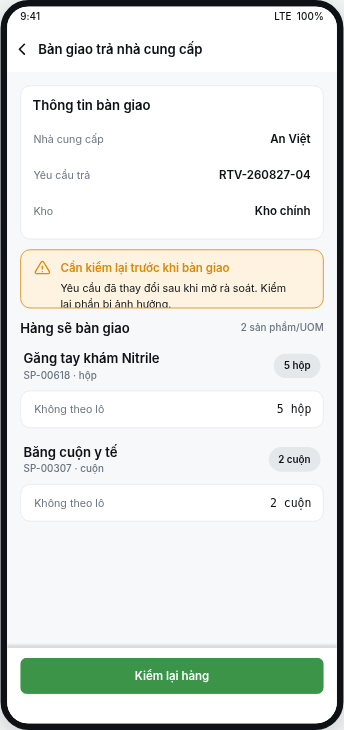 9:41 LTE 100%
Bàn giao trả nhà cung cấp
Thông tin bàn giao
Nhà cung cấp An Việt
Yêu cầu trả RTV-260827-04
Kho Kho chính
Cần kiểm lại trước khi bàn giao
Yêu cầu đã thay đổi sau khi mở rà soát. Kiểm
lại phần bị ảnh hưởng.
Hàng sẽ bàn giao 2 sản phẩm/UOM
Găng tay khám Nitrile 5 hộp
SP-00618 · hộp
Không theo lô 5 hộp
Băng cuộn y tế 2 cuộn
SP-00307 · cuộn
Không theo lô 2 cuộn
Kiểm lại hàng